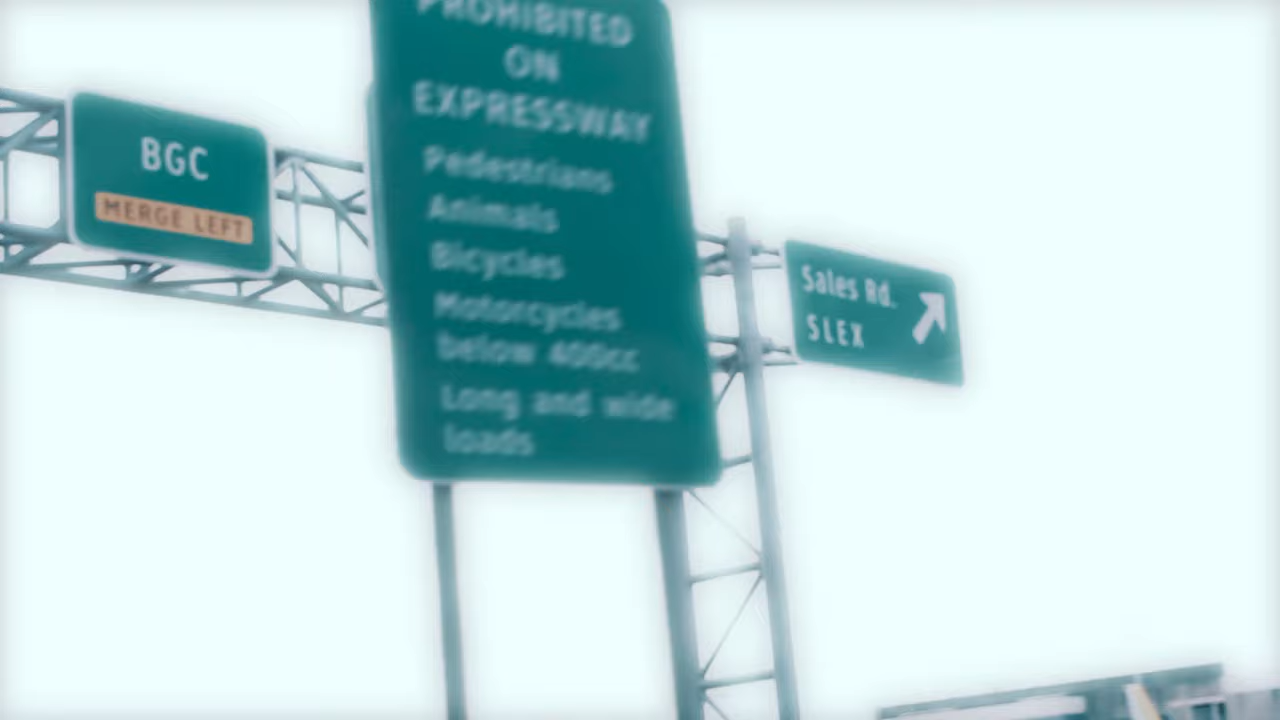 BGC
MERGE LEFT
PROHIBITED
ON
EXPRESSWAY
Pedestrians
Animals
Bicycles
Motorcycles
below 400cc
Long and wide
loads
Sales Rd.
SLEX